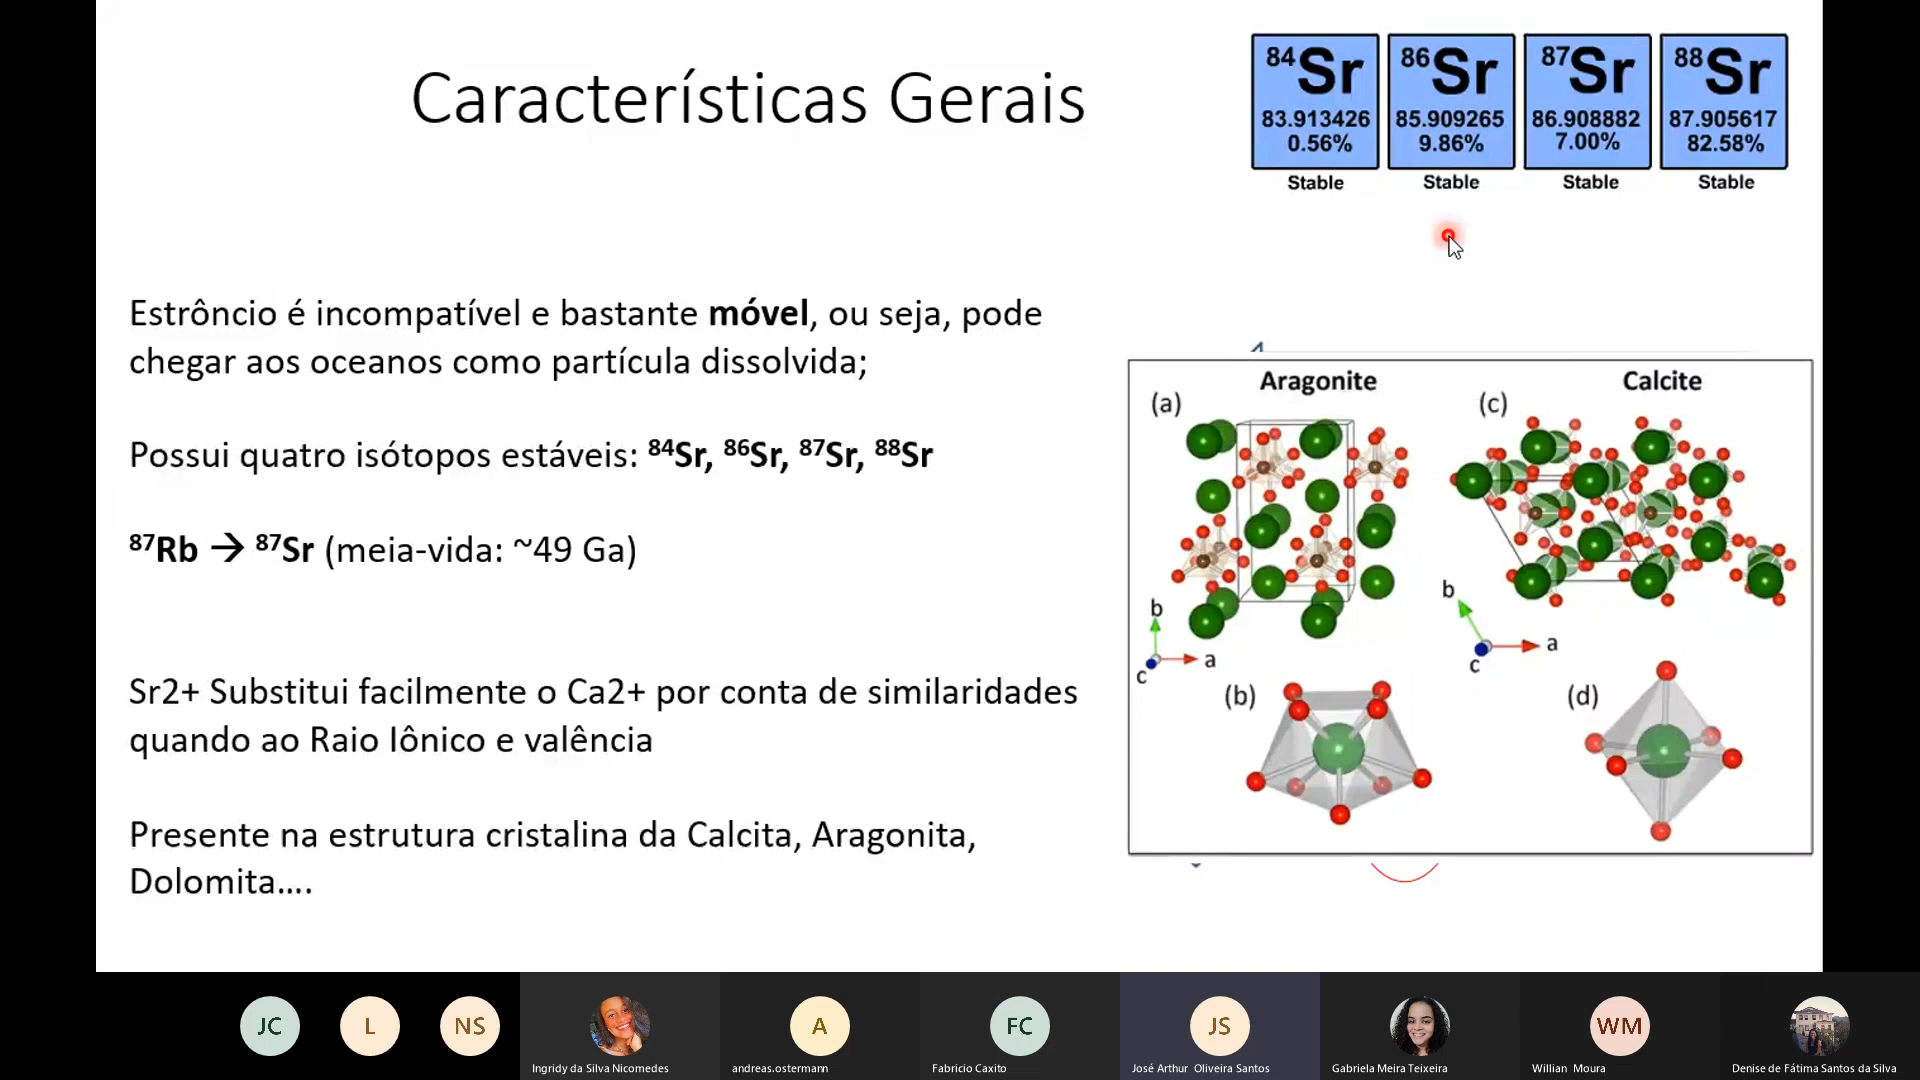 Características Gerais
84Sr 86Sr 87Sr 88Sr
83.913426 85.909265 86.908882 87.905617
0.56% 9.86% 7.00% 82.58%
Stable Stable Stable Stable
Estrôncio é incompatível e bastante móvel, ou seja, pode
chegar aos oceanos como partícula dissolvida;
Possui quatro isótopos estáveis: ⁸⁴Sr, ⁸⁶Sr, ⁸⁷Sr, ⁸⁸Sr
⁸⁷Rb → ⁸⁷Sr (meia-vida: ~49 Ga)
Sr2+ Substitui facilmente o Ca2+ por conta de similaridades
quando ao Raio Iônico e valência
Presente na estrutura cristalina da Calcita, Aragonita,
Dolomita....
Aragonite Calcite
(a) (c)
b
a
c
b
a
c
(b) (d)
JC L NS A FC JS WM
Ingridy da Silva Nicomedes andreas.ostermann Fabricio Caxito José Arthur Oliveira Santos Gabriela Meira Teixeira Willian Moura Denise de Fátima Santos da Silva